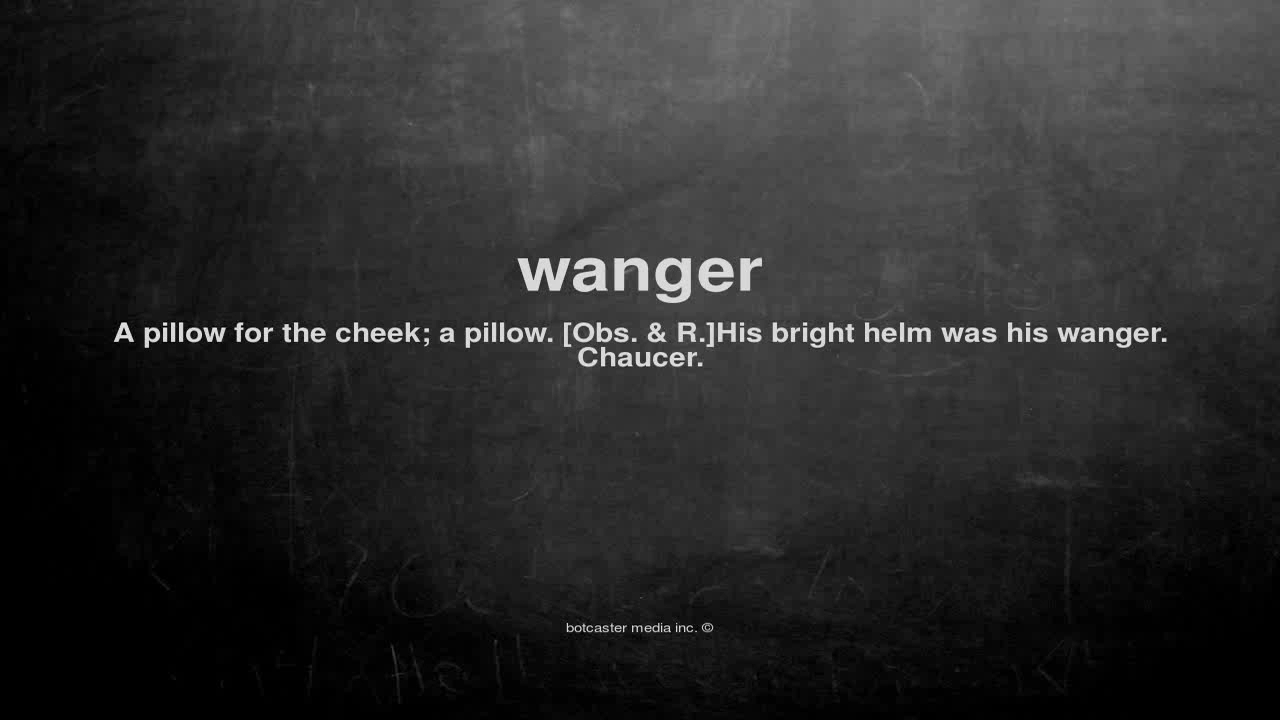 wanger
A pillow for the cheek; a pillow. [Obs. & R.]His bright helm was his wanger.
Chaucer.
botcaster media inc. ©